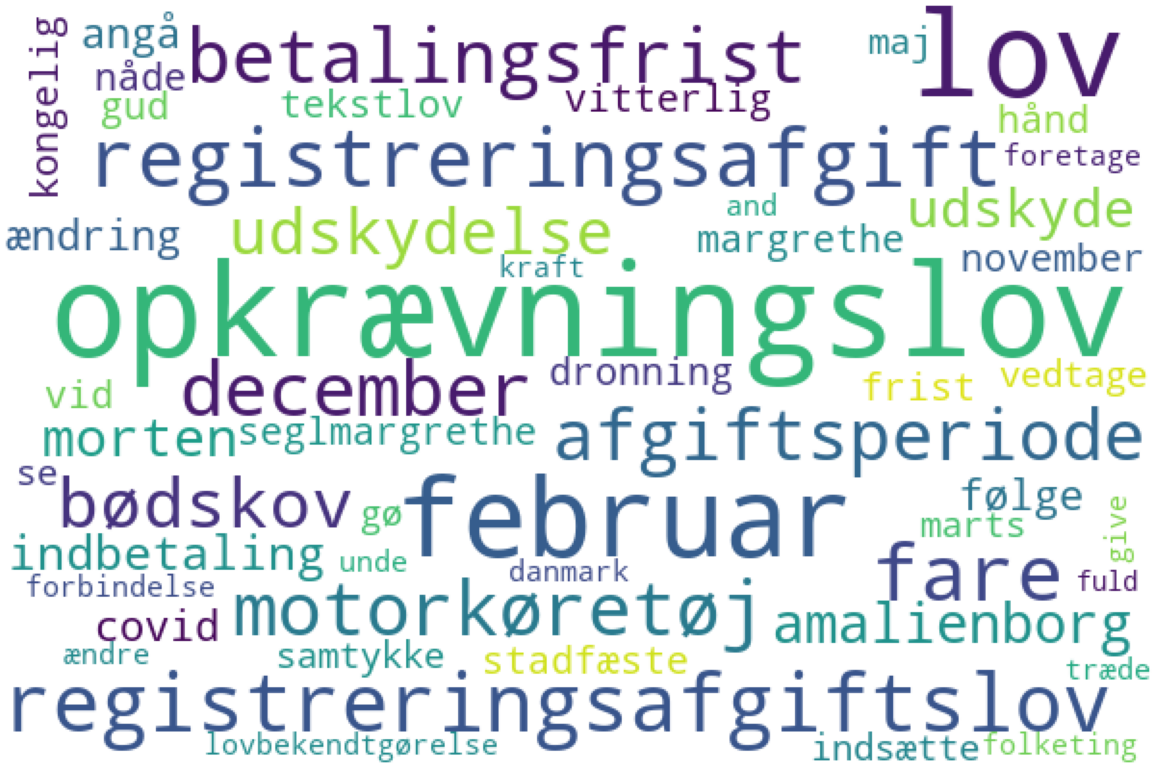 kongelig
angå
betalingsfrist
maj
lov
nåde
gud
tekstlov
vitterlig
hånd
registreringsafgift
foretage
ændring
udskydelse
and
margrethe
udskyde
november
kraft
opkrævningslov
vid
december
dronning
frist
vedtage
morten
seglmargrethe
afgiftsperiode
se
bødskov
gø
februar
følge
marts
give
indbetaling
unde
danmark
fare
fuld
forbindelse
covid
motorkøretøj
amalienborg
ændre
samtykke
stadfæste
træde
registreringsafgiftslov
lovbekendtgørelse
indsætte
folketing